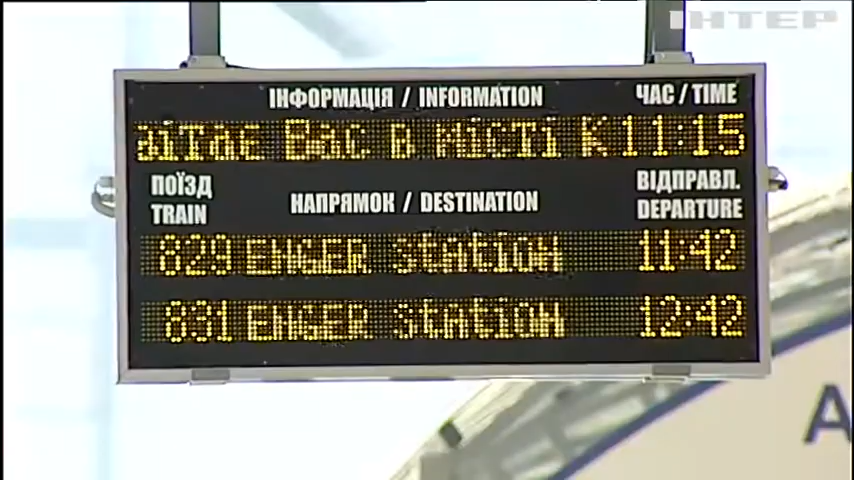 ІНТЕР
ІНФОРМАЦІЯ / INFORMATION ЧАС / TIME
вітає Вас в місті К 11:15
ПОЇЗД НАПРЯМОК / DESTINATION ВІДПРАВЛ.
TRAIN DEPARTURE
829 ENGER station 11:42
831 ENGER station 12:42
А